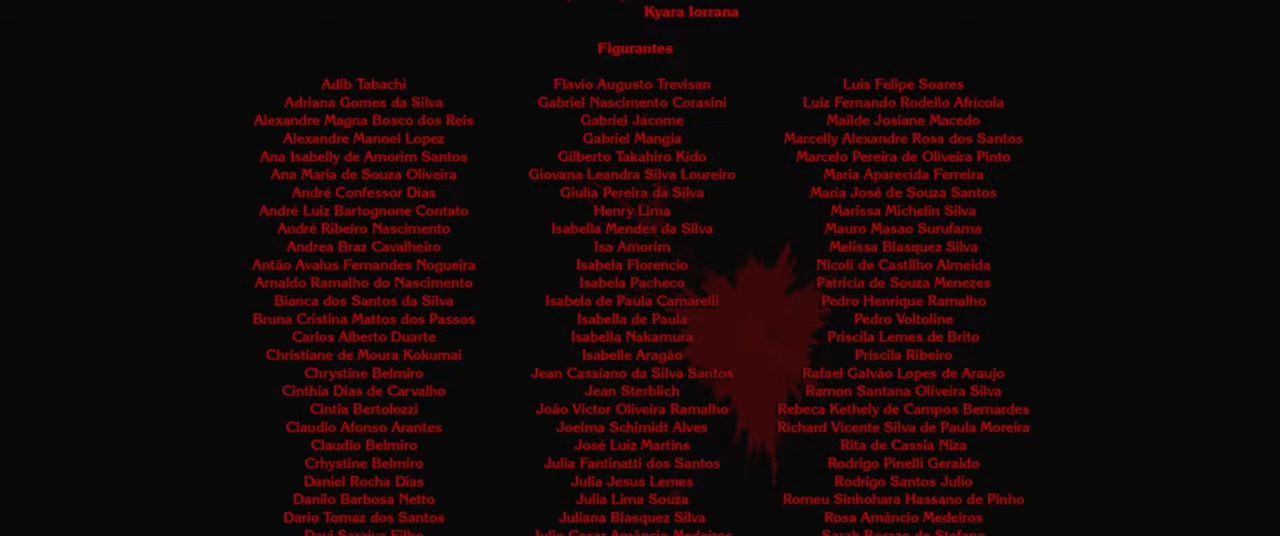 Kyara Iorrana
Figurantes
Adib Tabachi
Adriana Gomes da Silva
Alexandre Magna Bosco dos Reis
Alexandre Manoel Lopez
Ana Isabelly de Amorim Santos
Ana Maria de Souza Oliveira
André Confessor Dias
André Luiz Bartognone Contato
André Ribeiro Nascimento
Andrea Braz Cavalheiro
Antão Avalus Fernandes Nogueira
Arnaldo Ramalho do Nascimento
Bianca dos Santos da Silva
Bruna Cristina Mattos dos Passos
Carlos Alberto Duarte
Christiane de Moura Kokumai
Chrystine Belmiro
Cinthia Dias de Carvalho
Cintia Bertolozzi
Claudio Afonso Arantes
Claudio Belmiro
Crhystine Belmiro
Daniel Rocha Dias
Danilo Barbosa Netto
Dario Tomaz dos Santos
Davi Saraiva Filho
Flavio Augusto Trevisan
Gabriel Nascimento Corasini
Gabriel Jácome
Gabriel Mangia
Gilberto Takahiro Kido
Giovana Leandra Silva Loureiro
Giulia Pereira da Silva
Henry Lima
Isabella Mendes da Silva
Isa Amorim
Isabela Florencio
Isabela Pacheco
Isabela de Paula Camarelli
Isabella de Paula
Isabella Nakamura
Isabelle Aragão
Jean Cassiano da Silva Santos
Jean Sterblich
João Victor Oliveira Ramalho
Joelma Schimidt Alves
José Luiz Martins
Julia Fantinatti dos Santos
Julia Jesus Lemes
Julia Lima Souza
Juliana Blasquez Silva
Julio Cesar Amâncio Medeiros
Luis Felipe Soares
Luiz Fernando Rodello Africola
Mailde Josiane Macedo
Marcelly Alexandre Rosa dos Santos
Marcelo Pereira de Oliveira Pinto
Maria Aparecida Ferreira
Maria José de Souza Santos
Marissa Michelin Silva
Mauro Masao Surufama
Melissa Blasquez Silva
Nicoli de Castilho Almeida
Patricia de Souza Menezes
Pedro Henrique Ramalho
Pedro Voltoline
Priscila Lemes de Brito
Priscila Ribeiro
Rafael Galvão Lopes de Araujo
Ramon Santana Oliveira Silva
Rebeca Kethely de Campos Bernardes
Richard Vicente Silva de Paula Moreira
Rita de Cassia Niza
Rodrigo Pinelli Geraldo
Rodrigo Santos Julio
Romeu Sinhohara Hassano de Pinho
Rosa Amâncio Medeiros
Sarah